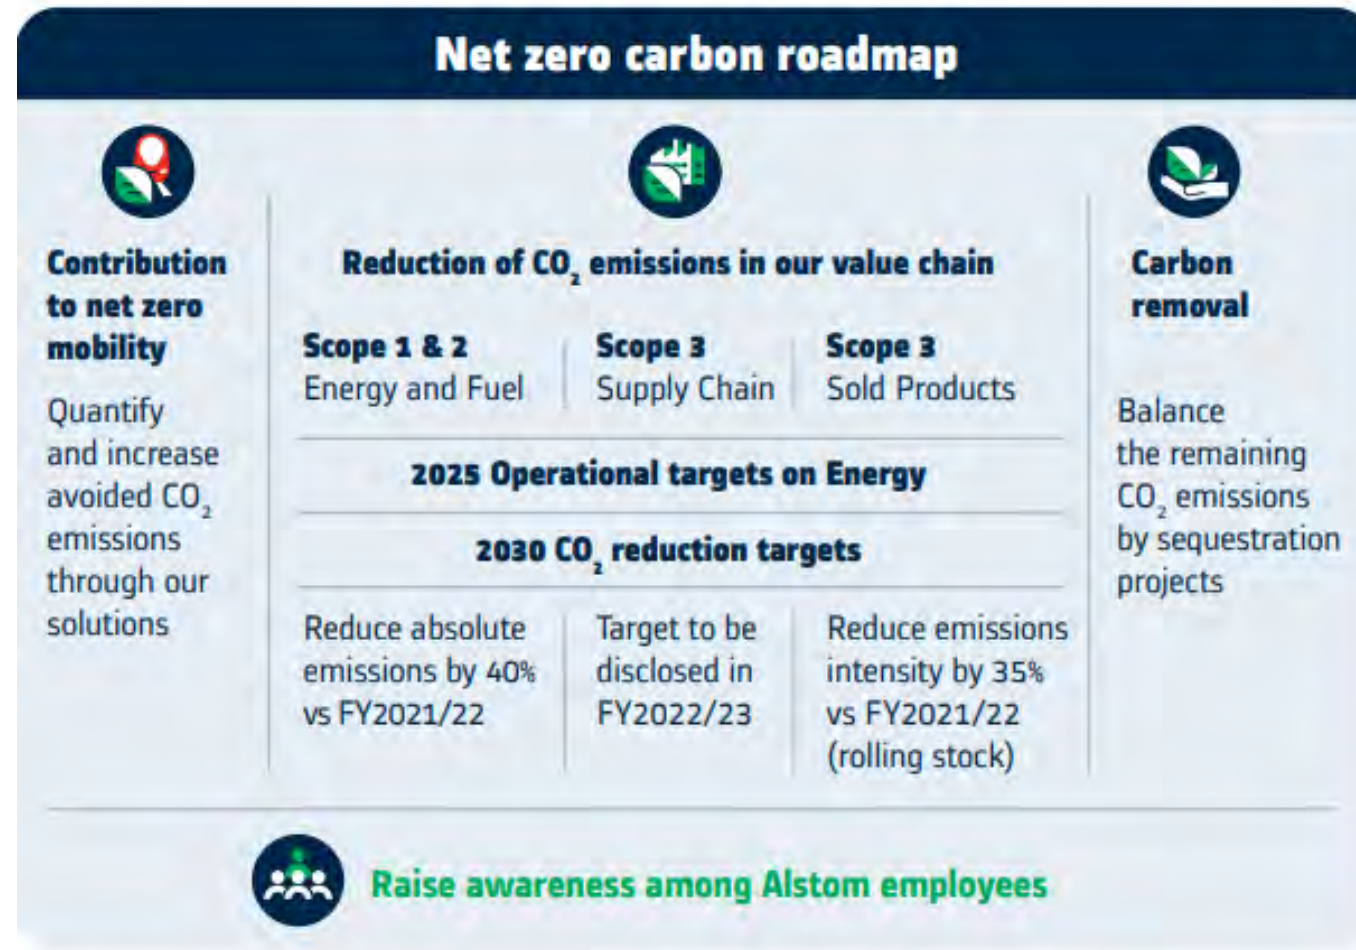 Net zero carbon roadmap
Contribution
to net zero
mobility
Quantify
and increase
avoided CO₂
emissions
through our
solutions
Reduction of CO₂ emissions in our value chain
Scope 1 & 2
Energy and Fuel
Scope 3
Supply Chain
Scope 3
Sold Products
2025 Operational targets on Energy
2030 CO₂ reduction targets
Reduce absolute
emissions by 40%
vs FY2021/22
Target to be
disclosed in
FY2022/23
Reduce emissions
intensity by 35%
vs FY2021/22
(rolling stock)
Carbon
removal
Balance
the remaining
CO₂ emissions
by sequestration
projects
Raise awareness among Alstom employees